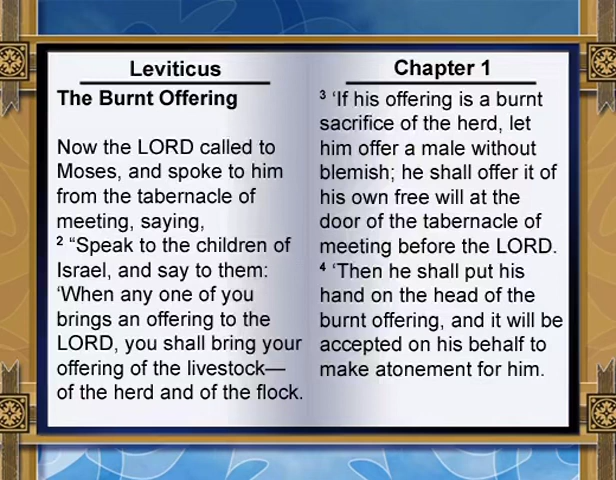 Leviticus
The Burnt Offering
Now the LORD called to
Moses, and spoke to him
from the tabernacle of
meeting, saying,
² “Speak to the children of
Israel, and say to them:
‘When any one of you
brings an offering to the
LORD, you shall bring your
offering of the livestock—
of the herd and of the flock.
Chapter 1
³ ‘If his offering is a burnt
sacrifice of the herd, let
him offer a male without
blemish; he shall offer it of
his own free will at the
door of the tabernacle of
meeting before the LORD.
⁴ ‘Then he shall put his
hand on the head of the
burnt offering, and it will be
accepted on his behalf to
make atonement for him.